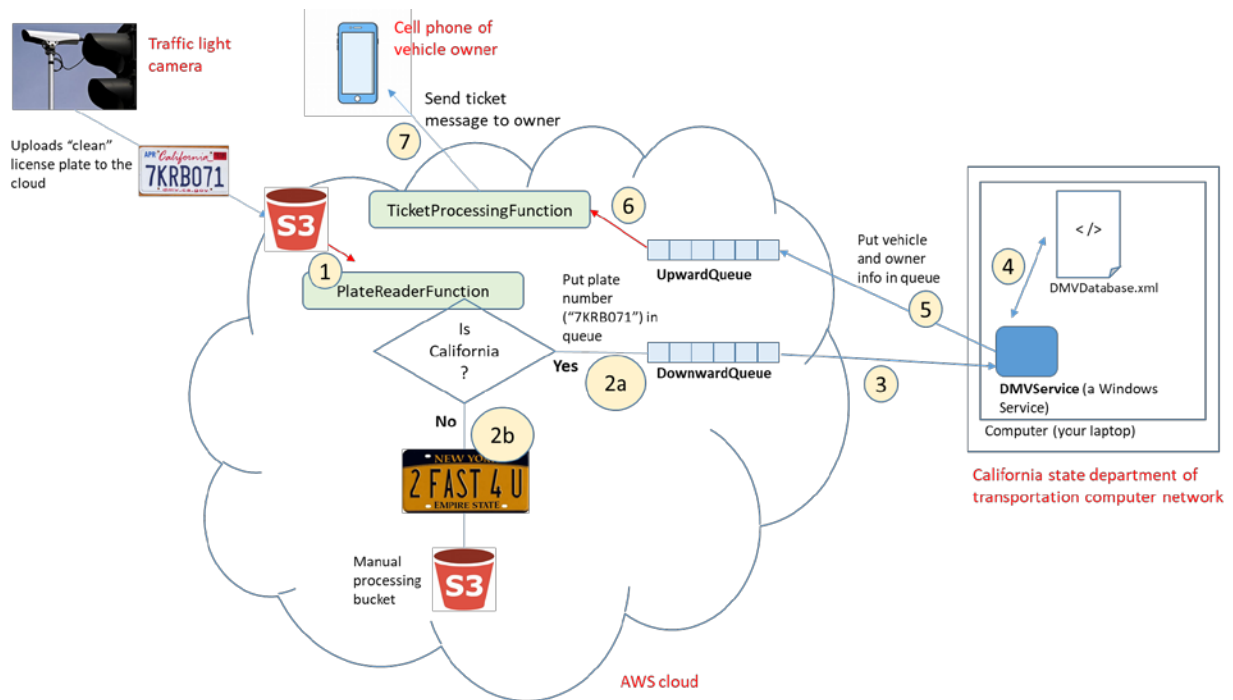 Traffic light
camera
Uploads “clean”
license plate to the
cloud
APR California
7KRB071
dmv.ca.gov
S3
1
PlateReaderFunction
Is
California
?
Yes
No
2a
2b
NEW YORK
2 FAST 4 U
EMPIRE STATE
Manual
processing
bucket
S3
Put plate
number
(“7KRB071”) in
queue
DownwardQueue
3
DMVService (a Windows
Service)
Computer (your laptop)
California state department of
transportation computer network
4
</>
DMVDatabase.xml
Put vehicle
and owner
info in queue
5
UpwardQueue
6
TicketProcessingFunction
7
Send ticket
message to owner
Cell phone of
vehicle owner
AWS cloud